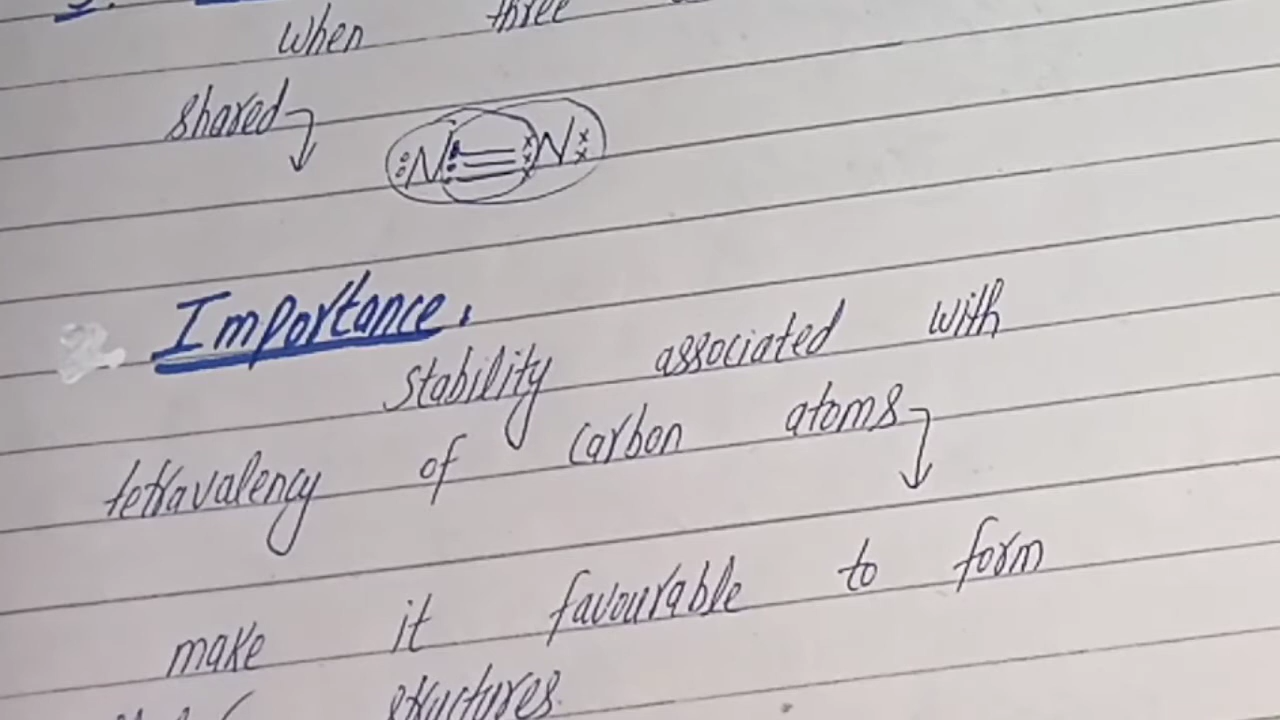 when three
shared
:N≡N:
Importance.
stability associated with
tetravalency of carbon atoms
make it favourable to form
structures.